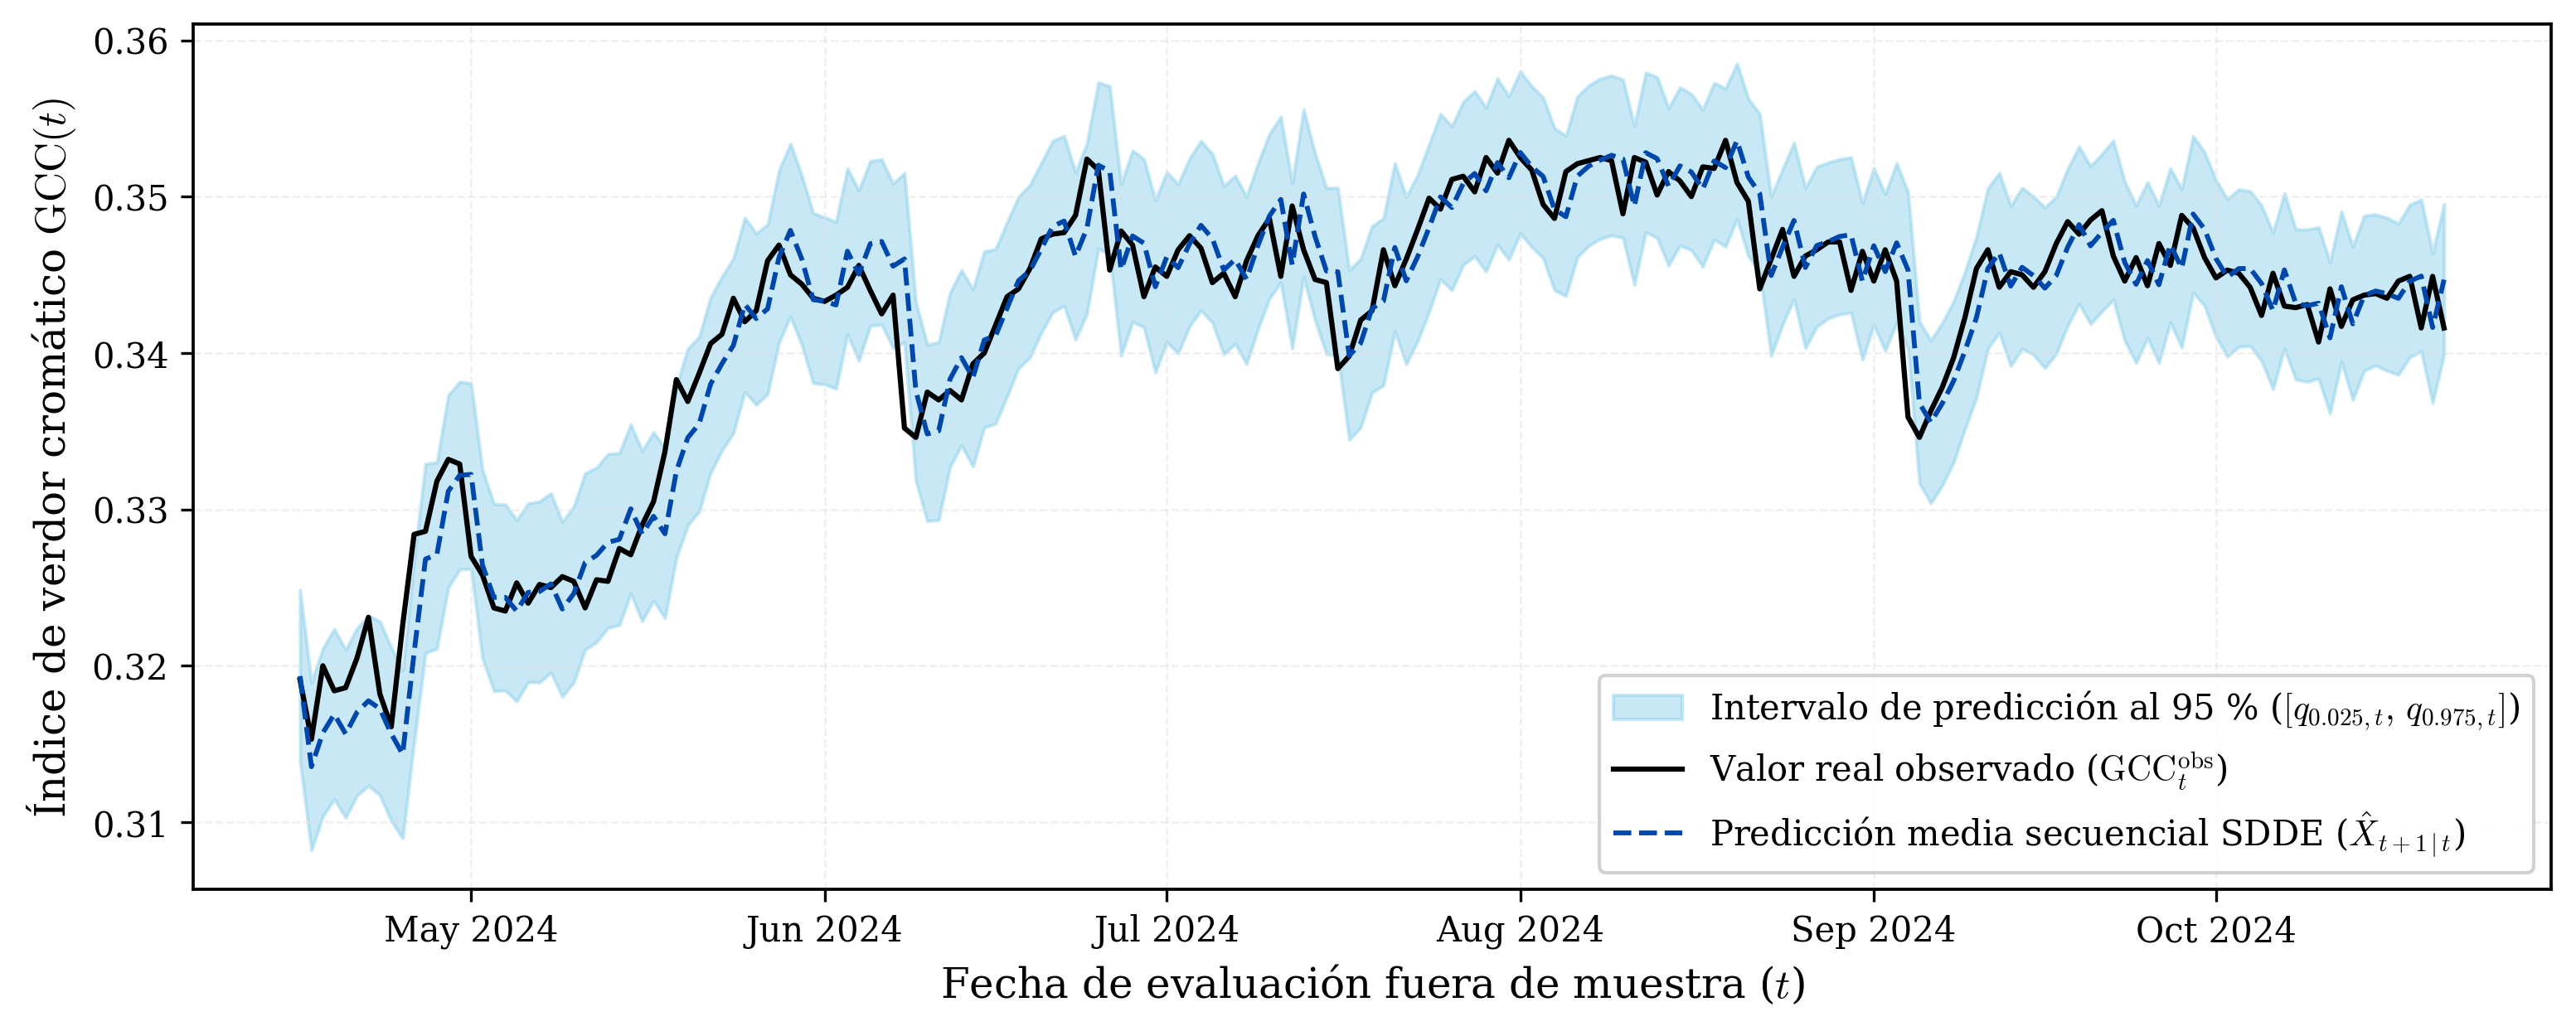 Índice de verdor cromático GCC(t)
0.36
0.35
0.34
0.33
0.32
0.31
Intervalo de predicción al 95 % ([q₀.₀₂₅, ₜ, q₀.₉₇₅, ₜ])
Valor real observado (GCCₜᵒᵇˢ)
Predicción media secuencial SDDE (X̂ₜ₊₁|ₜ)
May 2024
Jun 2024
Jul 2024
Aug 2024
Sep 2024
Oct 2024
Fecha de evaluación fuera de muestra (t)